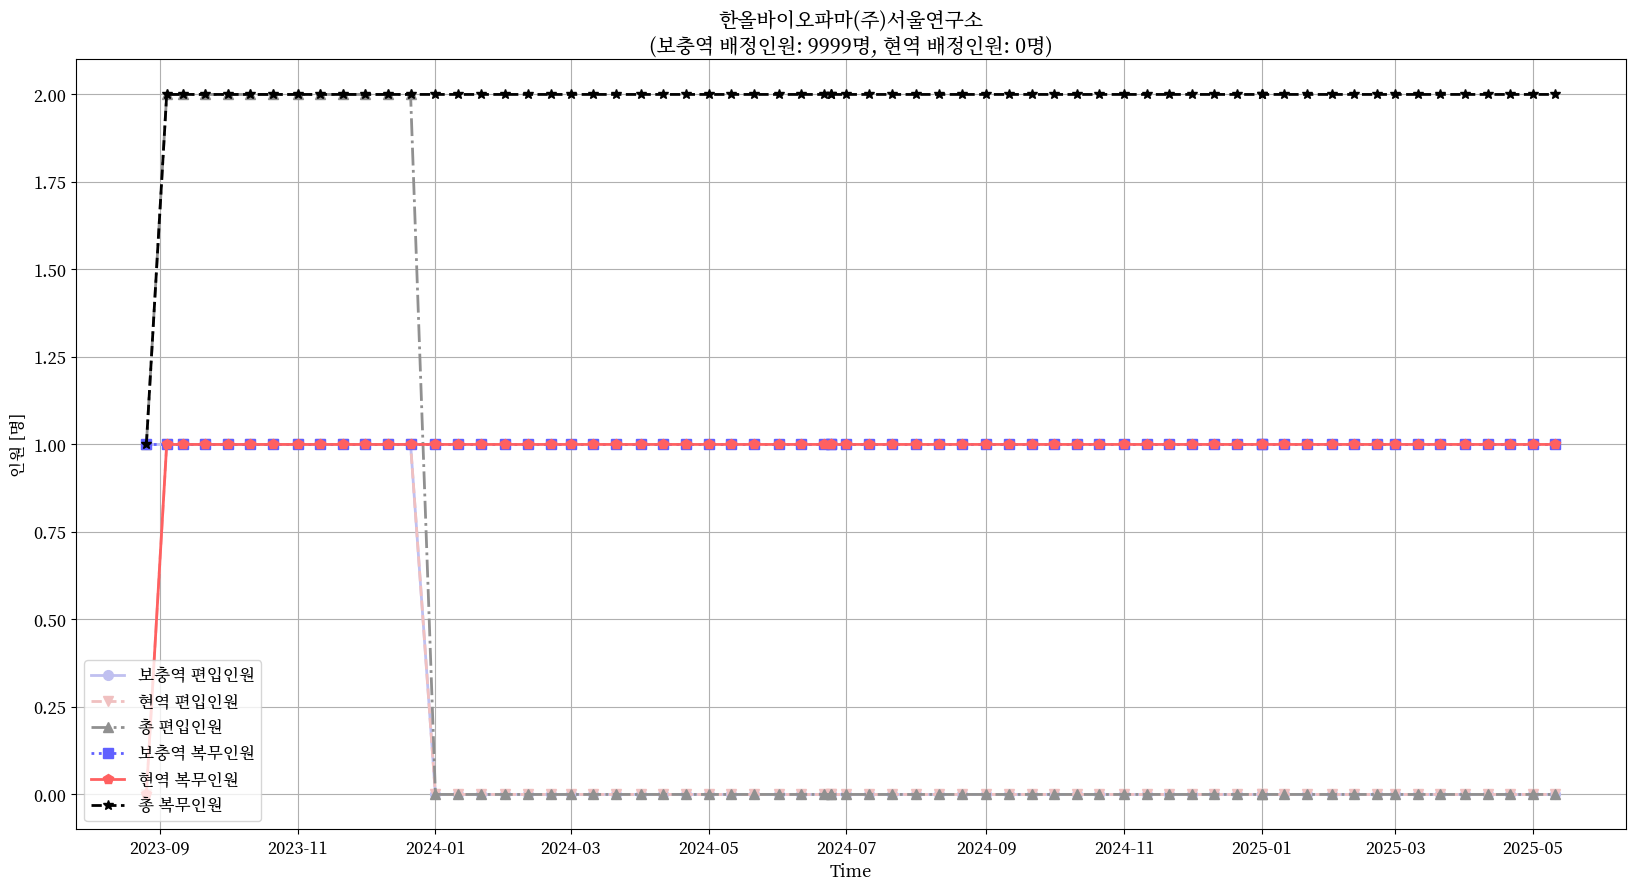 한올바이오파마(주)서울연구소
(보충역 배정인원: 9999명, 현역 배정인원: 0명)
인원 [명]
2.00
1.75
1.50
1.25
1.00
0.75
0.50
0.25
0.00
보충역 편입인원
현역 편입인원
총 편입인원
보충역 복무인원
현역 복무인원
총 복무인원
2023-09 2023-11 2024-01 2024-03 2024-05 2024-07 2024-09 2024-11 2025-01 2025-03 2025-05
Time